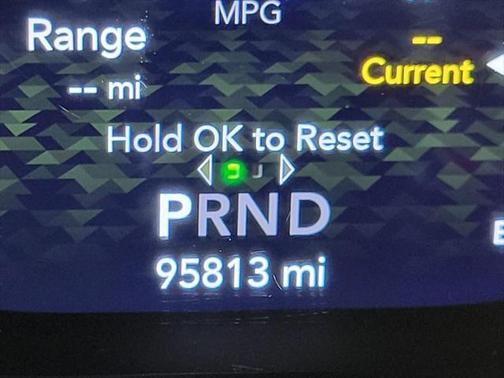 MPG
Range
--
Current
-- mi
Hold OK to Reset
PRND
95813 mi